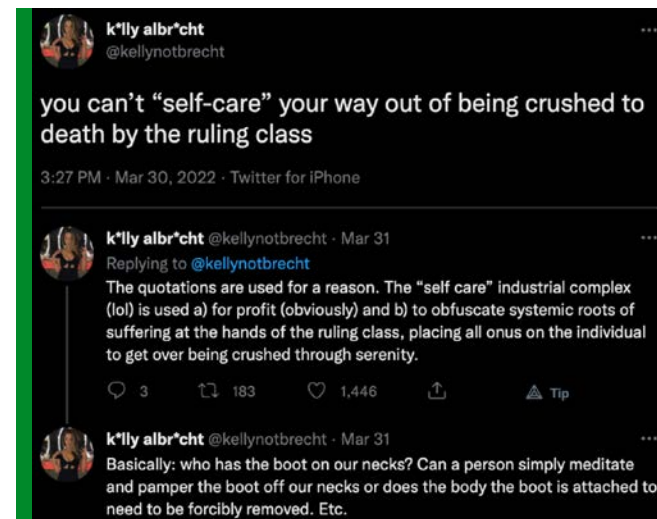 k*lly albr*cht
@kellynotbrecht
you can’t “self-care” your way out of being crushed to
death by the ruling class
3:27 PM · Mar 30, 2022 · Twitter for iPhone
k*lly albr*cht @kellynotbrecht · Mar 31
Replying to @kellynotbrecht
The quotations are used for a reason. The “self care” industrial complex
(lol) is used a) for profit (obviously) and b) to obfuscate systemic roots of
suffering at the hands of the ruling class, placing all onus on the individual
to get over being crushed through serenity.
3 183 1,446 Tip
k*lly albr*cht @kellynotbrecht · Mar 31
Basically: who has the boot on our necks? Can a person simply meditate
and pamper the boot off our necks or does the body the boot is attached to
need to be forcibly removed. Etc.